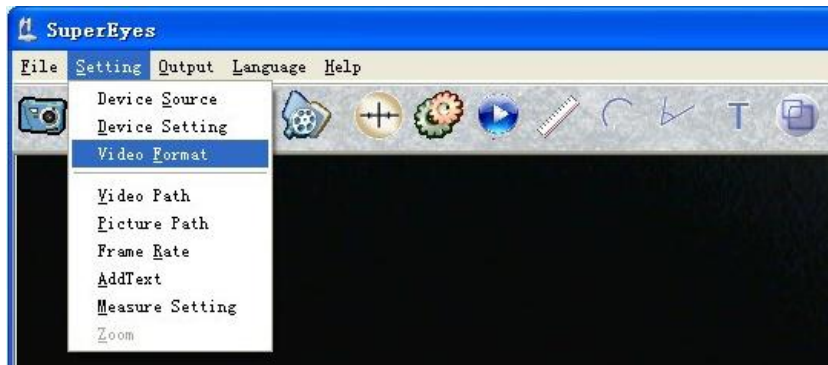 SuperEyes
File Setting Output Language Help
Device Source
Device Setting
Video Format
Video Path
Picture Path
Frame Rate
AddText
Measure Setting
Zoom
T